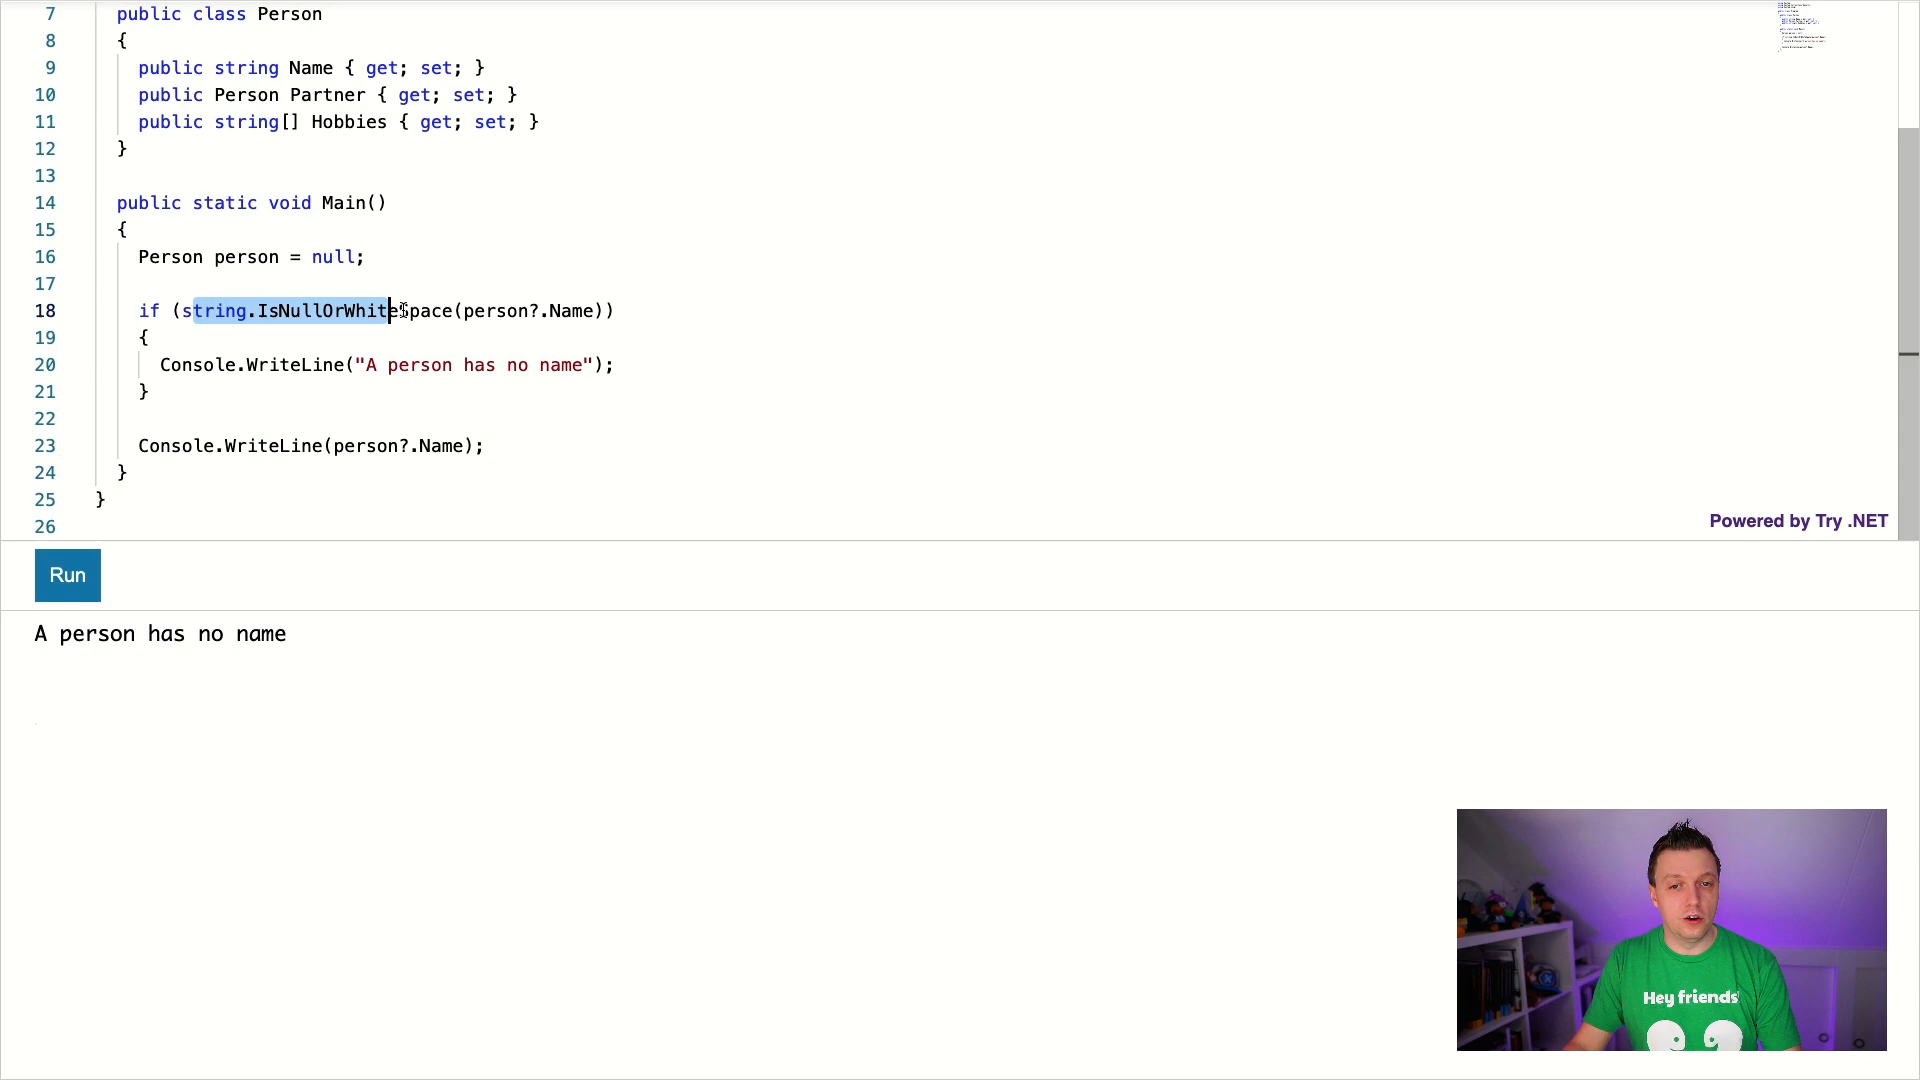 7 public class Person
8 {
9 public string Name { get; set; }
10 public Person Partner { get; set; }
11 public string[] Hobbies { get; set; }
12 }
13
14 public static void Main()
15 {
16 Person person = null;
17
18 if (string.IsNullOrWhiteSpace(person?.Name))
19 {
20 Console.WriteLine("A person has no name");
21 }
22
23 Console.WriteLine(person?.Name);
24 }
25 }
26
Powered by Try .NET
Run
A person has no name
Hey friends!